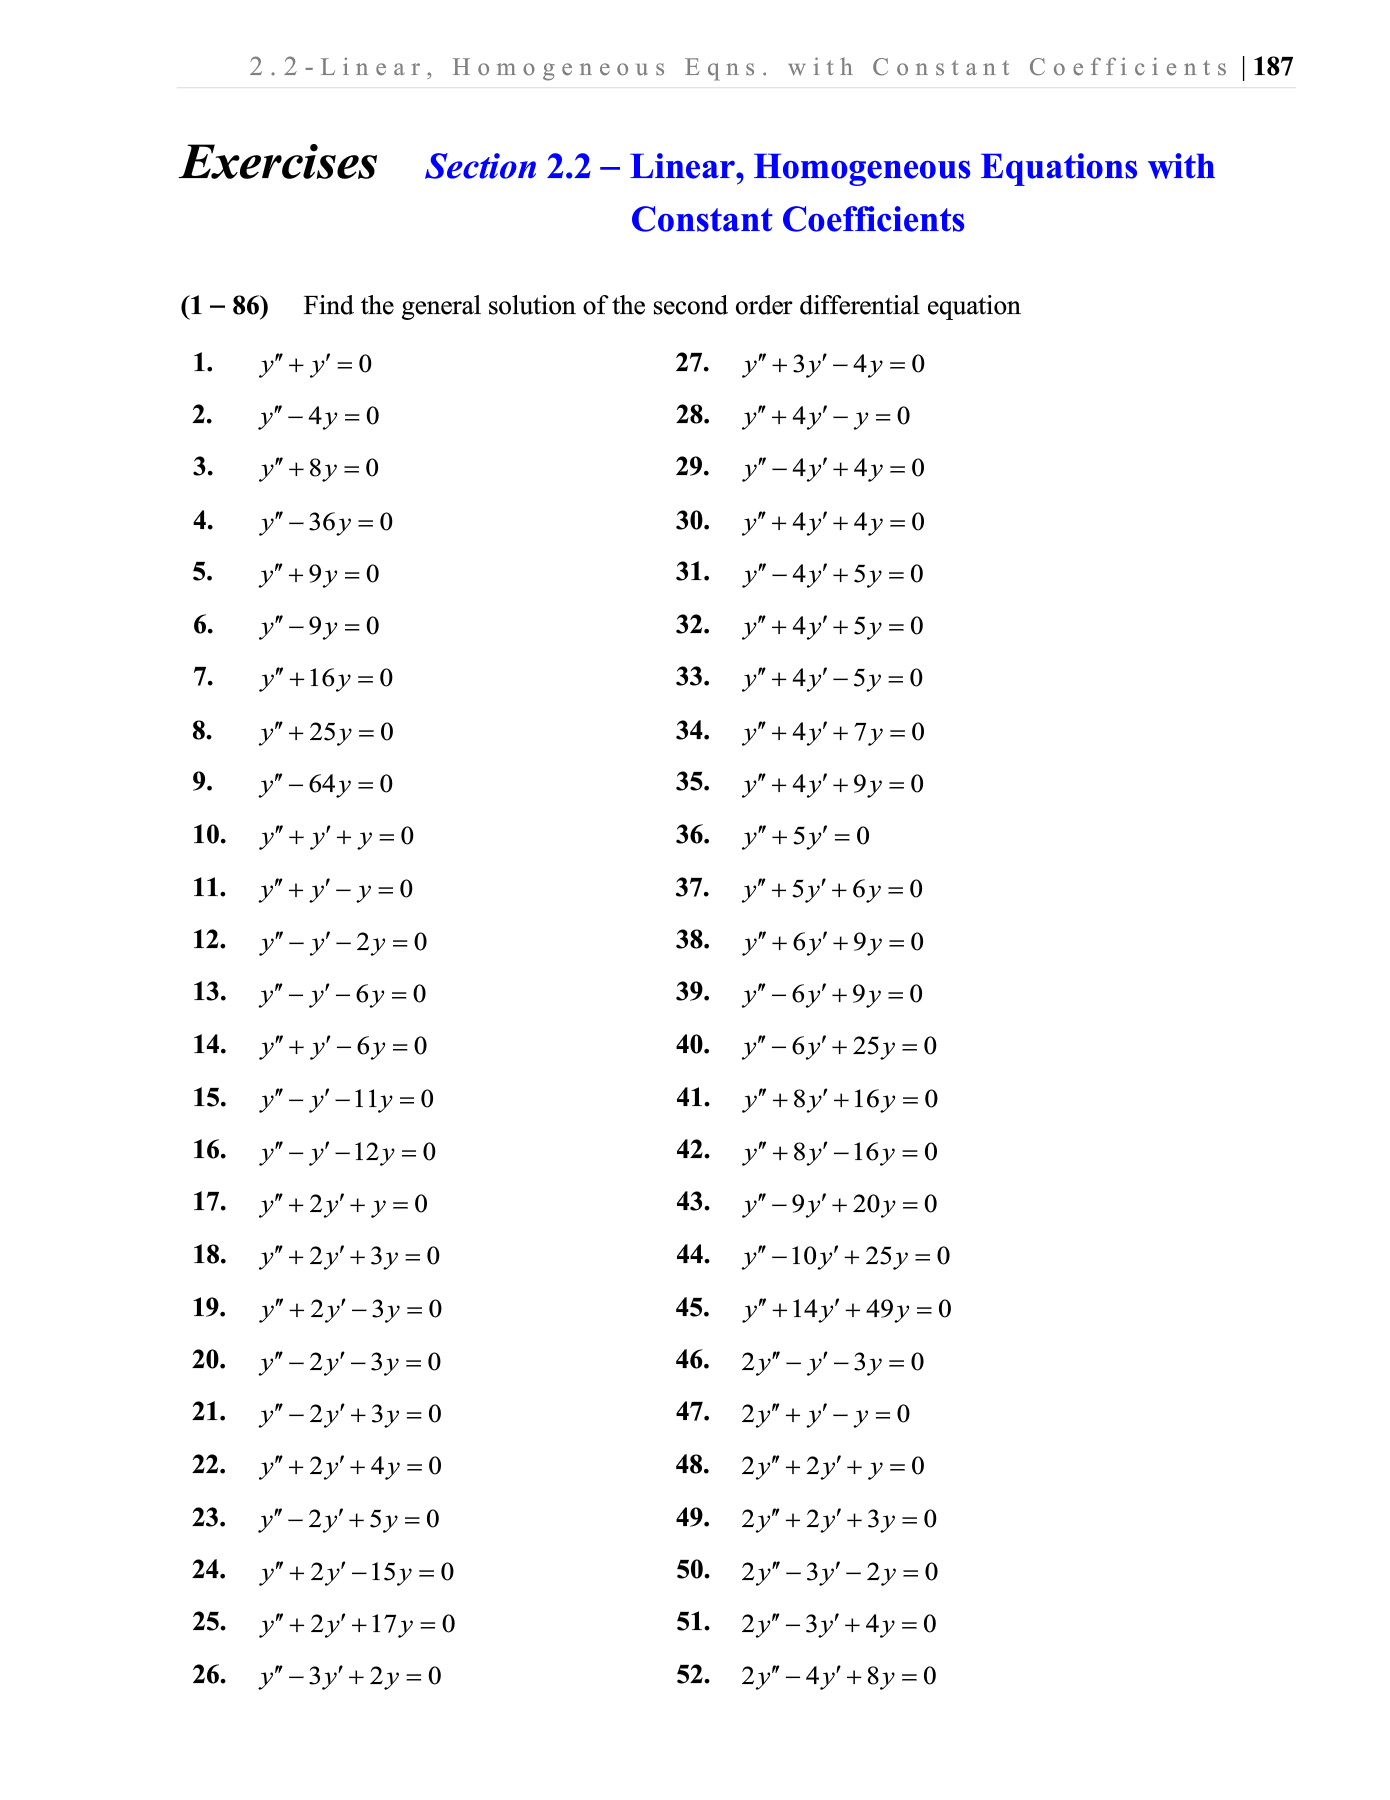 2.2-Linear, Homogeneous Eqns. with Constant Coefficients | 187
Exercises Section 2.2 – Linear, Homogeneous Equations with
Constant Coefficients
(1 – 86) Find the general solution of the second order differential equation
1. y″ + y′ = 0
2. y″ − 4y = 0
3. y″ + 8y = 0
4. y″ − 36y = 0
5. y″ + 9y = 0
6. y″ − 9y = 0
7. y″ + 16y = 0
8. y″ + 25y = 0
9. y″ − 64y = 0
10. y″ + y′ + y = 0
11. y″ + y′ − y = 0
12. y″ − y′ − 2y = 0
13. y″ − y′ − 6y = 0
14. y″ + y′ − 6y = 0
15. y″ − y′ − 11y = 0
16. y″ − y′ − 12y = 0
17. y″ + 2y′ + y = 0
18. y″ + 2y′ + 3y = 0
19. y″ + 2y′ − 3y = 0
20. y″ − 2y′ − 3y = 0
21. y″ − 2y′ + 3y = 0
22. y″ + 2y′ + 4y = 0
23. y″ − 2y′ + 5y = 0
24. y″ + 2y′ − 15y = 0
25. y″ + 2y′ + 17y = 0
26. y″ − 3y′ + 2y = 0
27. y″ + 3y′ − 4y = 0
28. y″ + 4y′ − y = 0
29. y″ − 4y′ + 4y = 0
30. y″ + 4y′ + 4y = 0
31. y″ − 4y′ + 5y = 0
32. y″ + 4y′ + 5y = 0
33. y″ + 4y′ − 5y = 0
34. y″ + 4y′ + 7y = 0
35. y″ + 4y′ + 9y = 0
36. y″ + 5y′ = 0
37. y″ + 5y′ + 6y = 0
38. y″ + 6y′ + 9y = 0
39. y″ − 6y′ + 9y = 0
40. y″ − 6y′ + 25y = 0
41. y″ + 8y′ + 16y = 0
42. y″ + 8y′ − 16y = 0
43. y″ − 9y′ + 20y = 0
44. y″ − 10y′ + 25y = 0
45. y″ + 14y′ + 49y = 0
46. 2y″ − y′ − 3y = 0
47. 2y″ + y′ − y = 0
48. 2y″ + 2y′ + y = 0
49. 2y″ + 2y′ + 3y = 0
50. 2y″ − 3y′ − 2y = 0
51. 2y″ − 3y′ + 4y = 0
52. 2y″ − 4y′ + 8y = 0